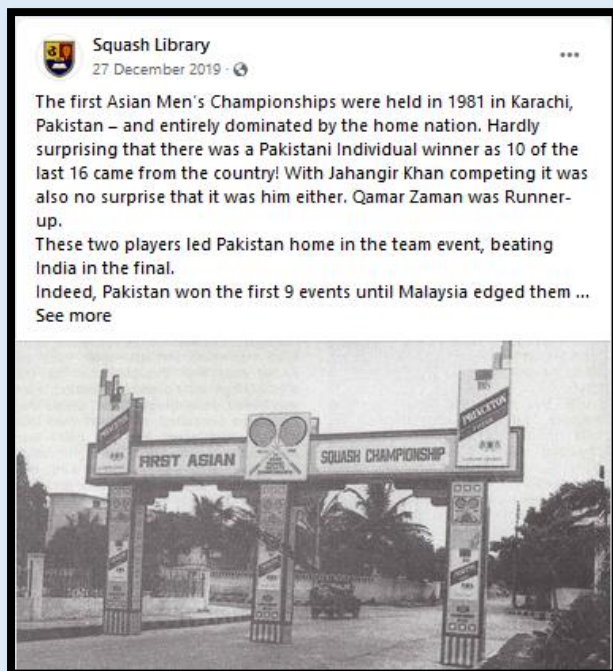 Squash Library
27 December 2019 ·
The first Asian Men´s Championships were held in 1981 in Karachi,
Pakistan – and entirely dominated by the home nation. Hardly
surprising that there was a Pakistani Individual winner as 10 of the
last 16 came from the country! With Jahangir Khan competing it was
also no surprise that it was him either. Qamar Zaman was Runner-
up.
These two players led Pakistan home in the team event, beating
India in the final.
Indeed, Pakistan won the first 9 events until Malaysia edged them ...
See more
PRINCETON
PRINCETON
FIRST ASIAN
SQUASH CHAMPIONSHIP